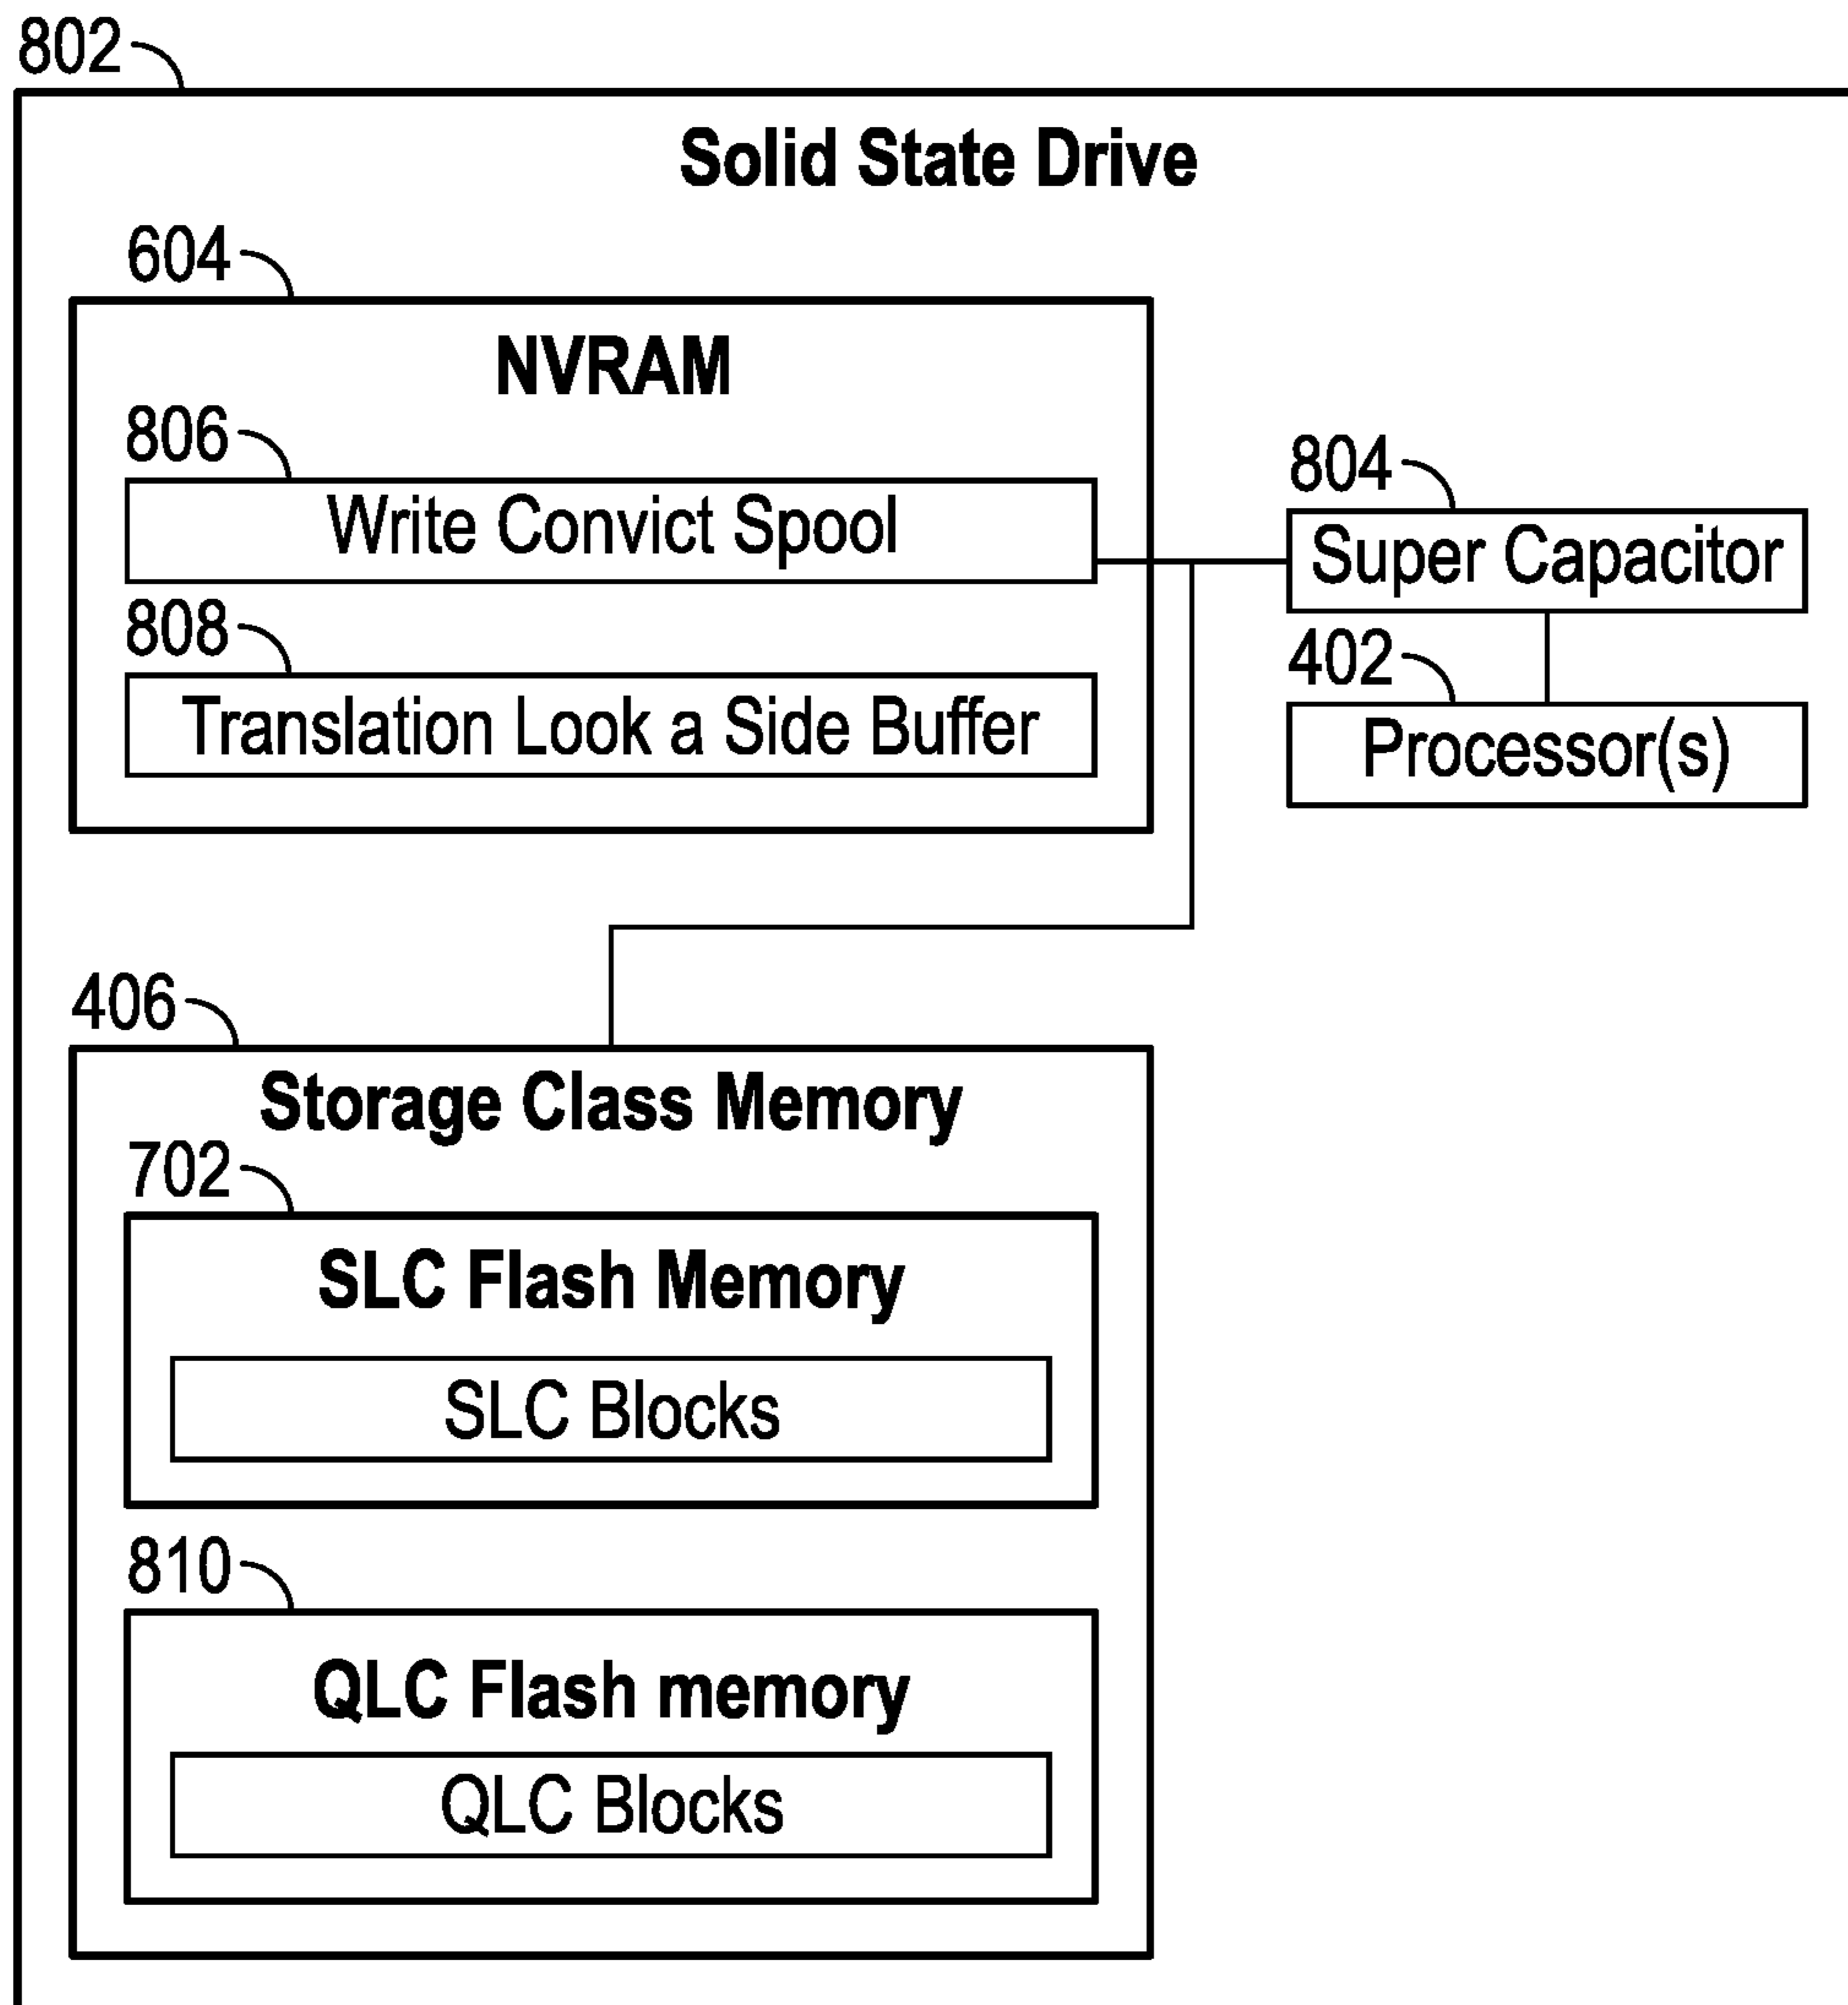 802
Solid State Drive
604
NVRAM
806
Write Convict Spool
804
Super Capacitor
808
Translation Look a Side Buffer
402
Processor(s)
406
Storage Class Memory
702
SLC Flash Memory
SLC Blocks
810
QLC Flash memory
QLC Blocks